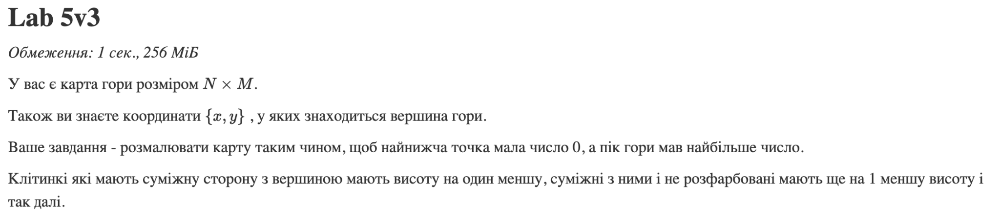 Lab 5v3
Обмеження: 1 сек., 256 МіБ
У вас є карта гори розміром N × M.
Також ви знаєте координати {x, y} , у яких знаходиться вершина гори.
Ваше завдання - розмалювати карту таким чином, щоб найнижча точка мала число 0, а пік гори мав найбільше число.
Клітинкі які мають суміжну сторону з вершиною мають висоту на один меншу, суміжні з ними і не розфарбовані мають ще на 1 меншу висоту і
так далі.